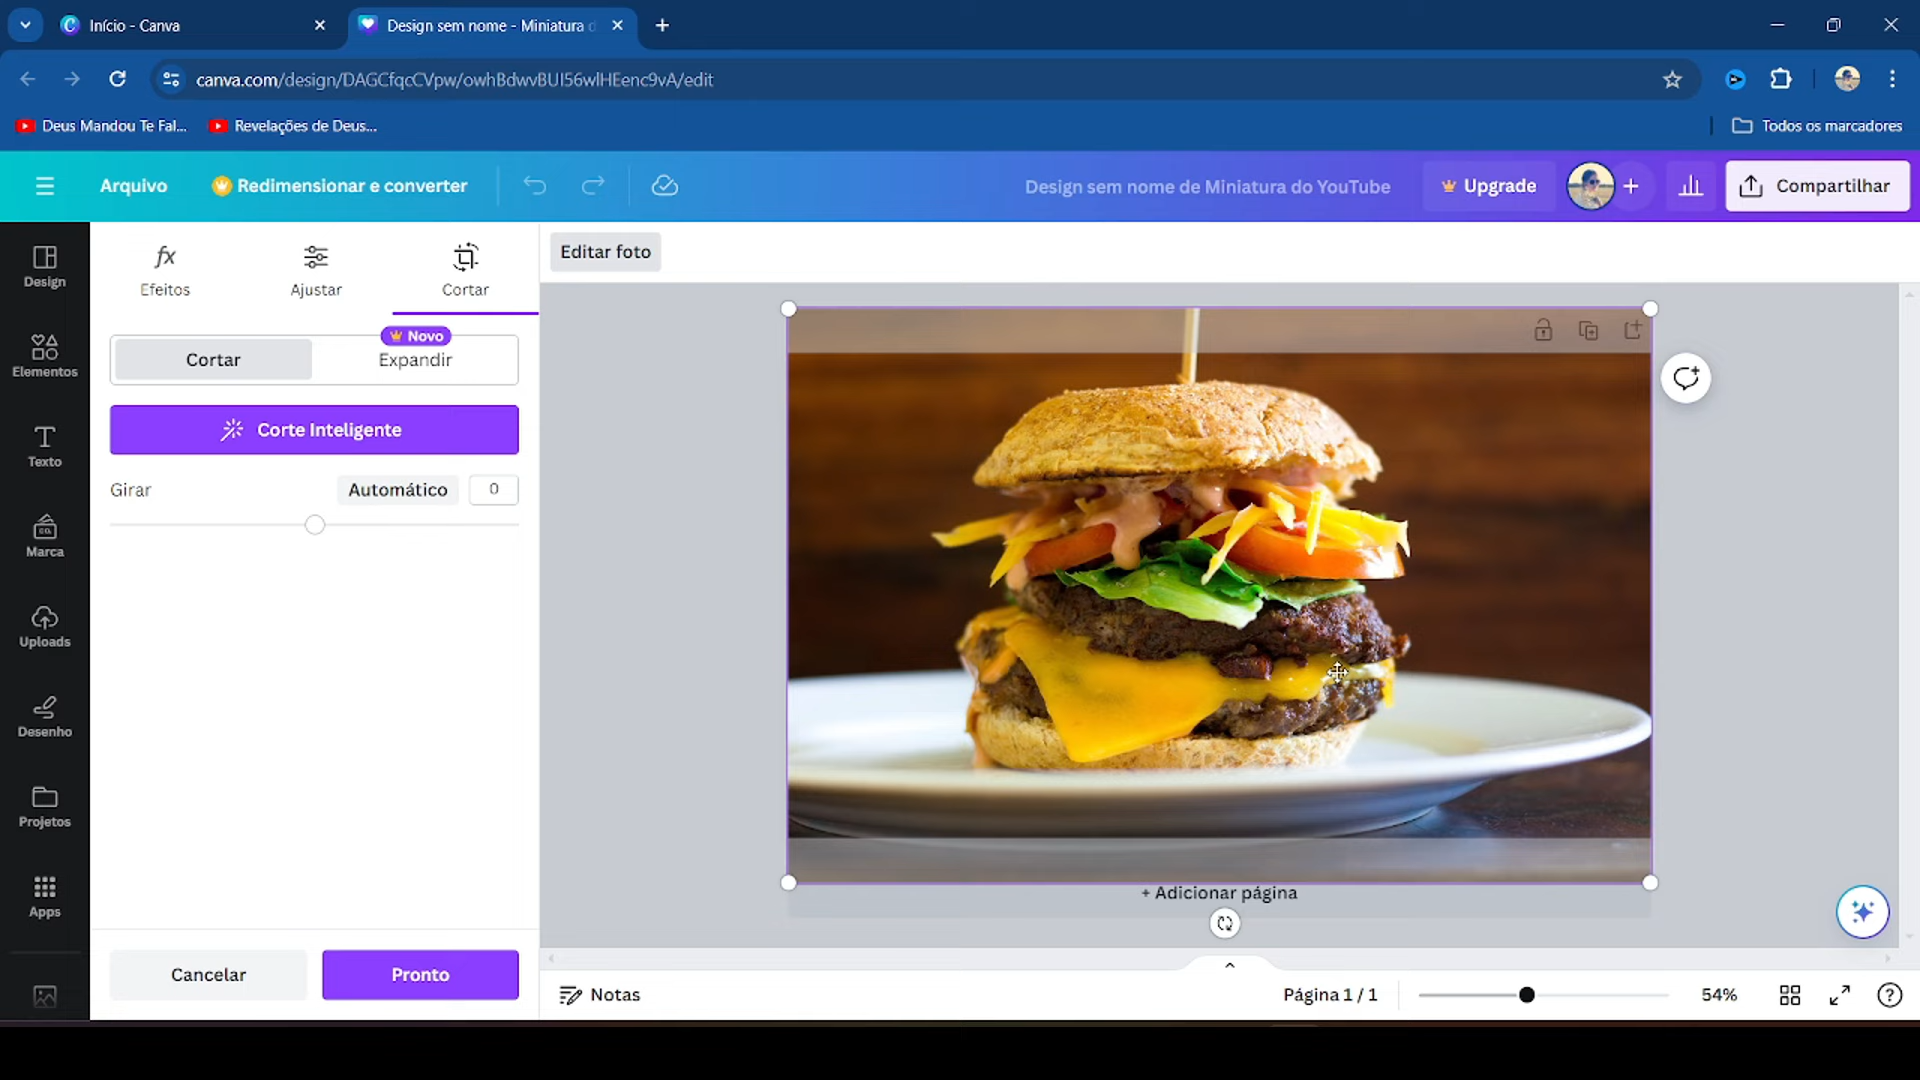 Início - Canva
Design sem nome - Miniatura d
canva.com/design/DAGCfqcCVpw/owhBdwvBUI56wlHEenc9vA/edit
Deus Mandou Te Fal...
Revelações de Deus...
Todos os marcadores
Arquivo
Redimensionar e converter
Design sem nome de Miniatura do YouTube
Upgrade
Compartilhar
Design
Elementos
Texto
Marca
Uploads
Desenho
Projetos
Apps
Efeitos
Ajustar
Cortar
Novo
Cortar
Expandir
Corte Inteligente
Girar
Automático
0
Cancelar
Pronto
Editar foto
+ Adicionar página
Notas
Página 1 / 1
54%